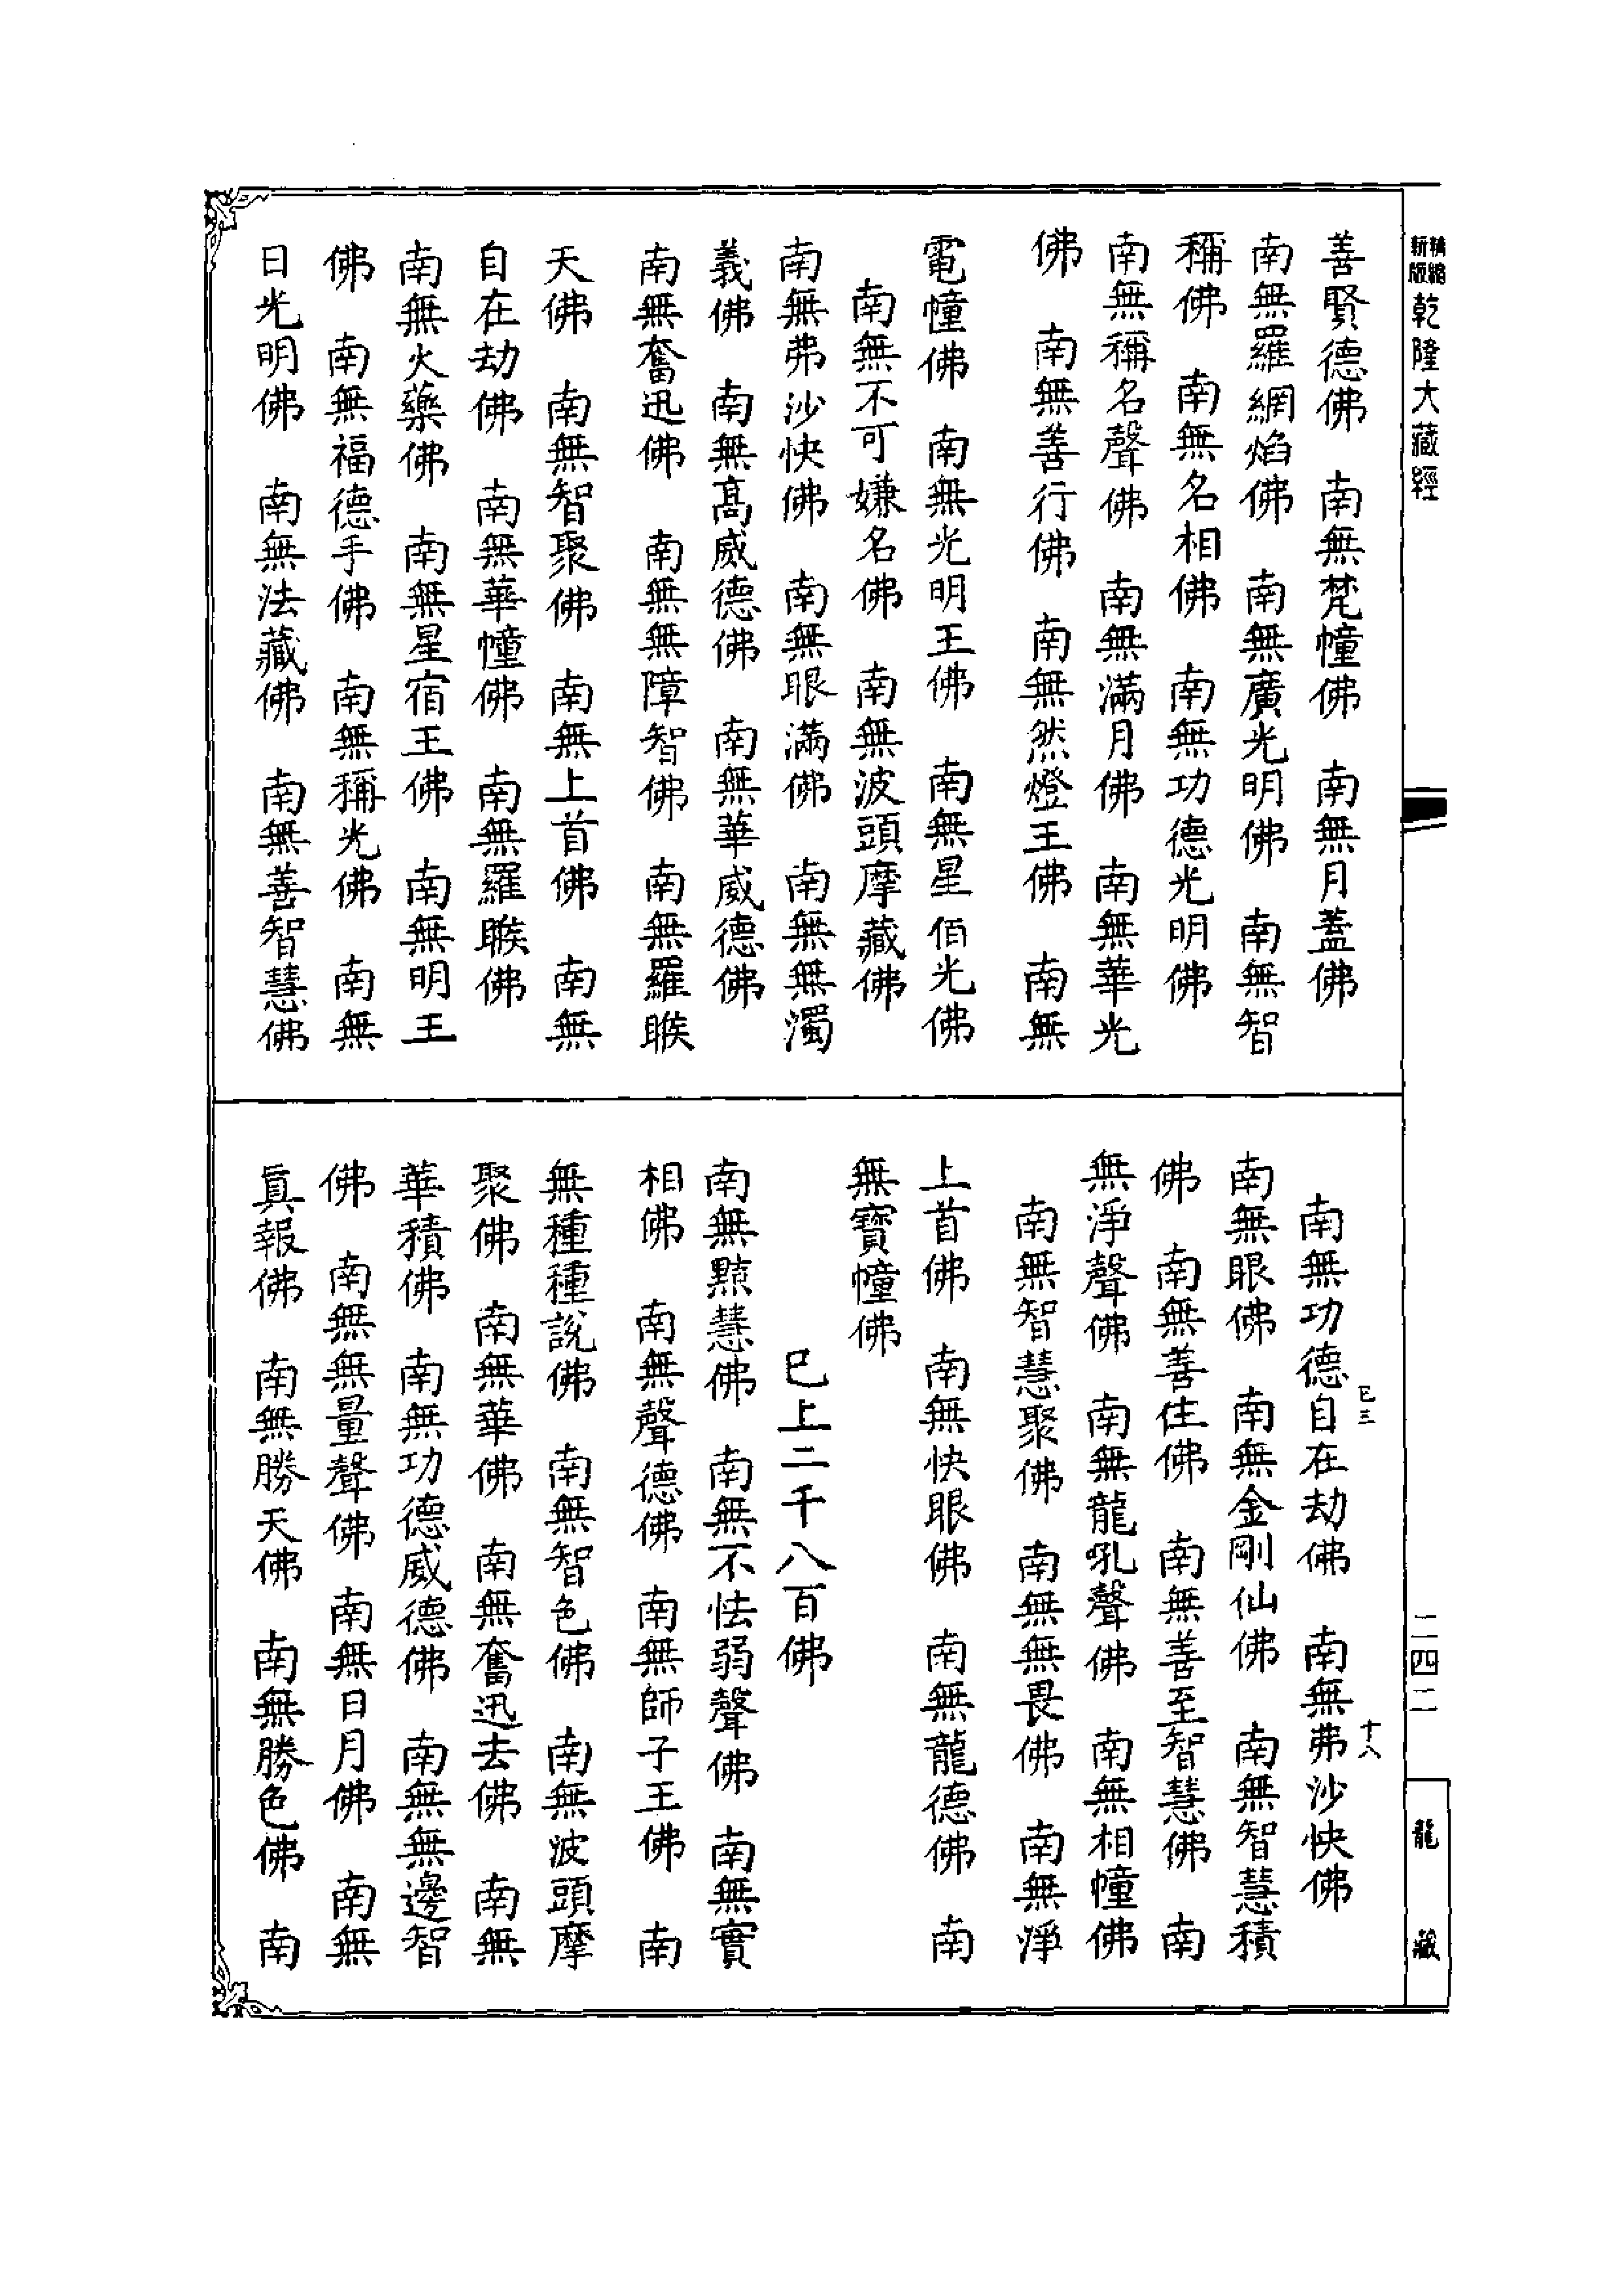 精縮新版乾隆大藏經
善賢德佛　南無梵幢佛　南無月蓋佛
南無羅網焰佛　南無廣光明佛　南無智
稱佛　南無名相佛　南無功德光明佛
南無稱名聲佛　南無滿月佛　南無華光
佛　南無善行佛　南無然燈王佛　南無
電幢佛　南無光明王佛　南無星佰光佛
南無不可嫌名佛　南無波頭摩藏佛
南無弗沙快佛　南無眼滿佛　南無無濁
義佛　南無髙威德佛　南無華威德佛
南無奮迅佛　南無無障智佛　南無羅睺
天佛　南無智聚佛　南無上首佛　南無
自在劫佛　南無華幢佛　南無羅睺佛
南無火藥佛　南無星宿王佛　南無明王
佛　南無福德手佛　南無稱光佛　南無
日光明佛　南無法藏佛　南無善智慧佛
南無功德自在劫佛　南無弗沙快佛
南無眼佛　南無金剛仙佛　南無智慧積
佛　南無善住佛　南無善至智慧佛　南
無淨聲佛　南無龍吼聲佛　南無相幢佛
南無智慧聚佛　南無無畏佛　南無淨
上首佛　南無快眼佛　南無龍德佛　南
無寶幢佛
已上二千八百佛
南無黠慧佛　南無不怯弱聲佛　南無實
相佛　南無聲德佛　南無師子王佛　南
無種種說佛　南無智色佛　南無波頭摩
聚佛　南無華佛　南無奮迅去佛　南無
華積佛　南無功德威德佛　南無無邊智
佛　南無無量聲佛　南無日月佛　南無
眞報佛　南無勝天佛　南無勝色佛　南
已三
十八
二四二
龍藏